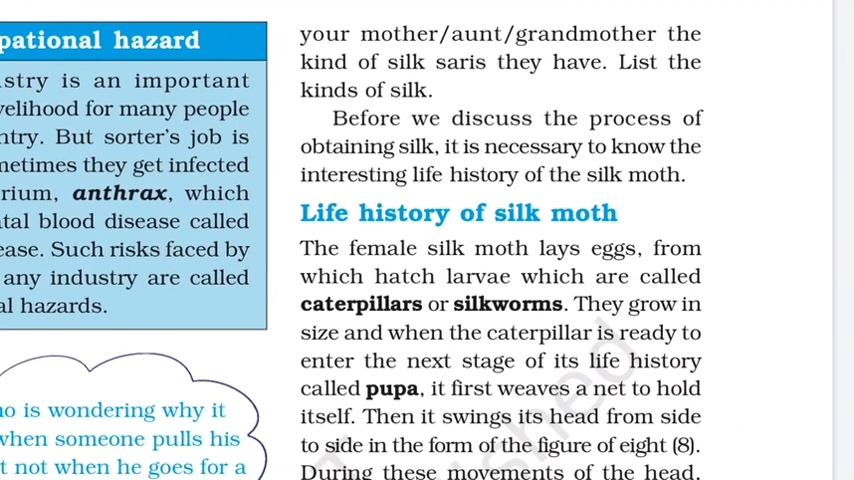 pational hazard
stry is an important
velihood for many people
ntry. But sorter's job is
metimes they get infected
rium, anthrax, which
tal blood disease called
ease. Such risks faced by
any industry are called
al hazards.
o is wondering why it
when someone pulls his
t not when he goes for a
your mother/aunt/grandmother the
kind of silk saris they have. List the
kinds of silk.
Before we discuss the process of
obtaining silk, it is necessary to know the
interesting life history of the silk moth.
Life history of silk moth
The female silk moth lays eggs, from
which hatch larvae which are called
caterpillars or silkworms. They grow in
size and when the caterpillar is ready to
enter the next stage of its life history
called pupa, it first weaves a net to hold
itself. Then it swings its head from side
to side in the form of the figure of eight (8).
During these movements of the head,